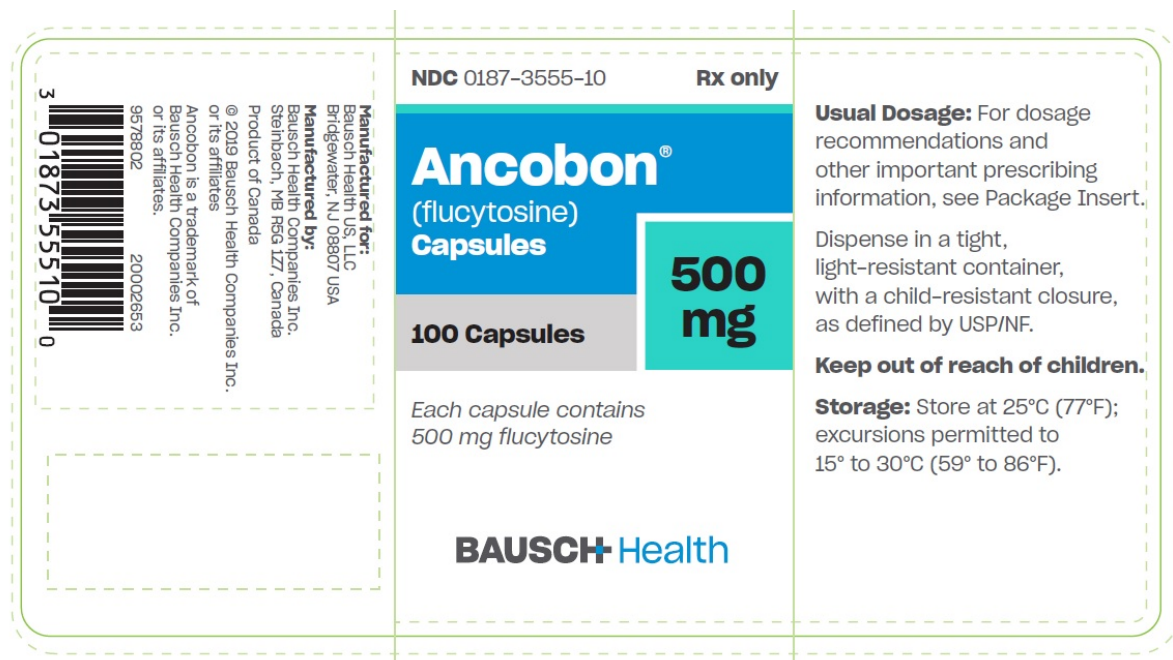 NDC 0187-3555-10 Rx only
Ancobon®
(flucytosine)
Capsules
500
mg
100 Capsules
Each capsule contains
500 mg flucytosine
BAUSCH+Health
Usual Dosage: For dosage
recommendations and
other important prescribing
information, see Package Insert.
Dispense in a tight,
light-resistant container,
with a child-resistant closure,
as defined by USP/NF.
Keep out of reach of children.
Storage: Store at 25°C (77°F);
excursions permitted to
15° to 30°C (59° to 86°F).
Manufactured for:
Bausch Health US, LLC
Bridgewater, NJ 08807 USA
Manufactured by:
Bausch Health Companies Inc.
Steinbach, MB R5G 1Z7, Canada
Product of Canada
© 2019 Bausch Health Companies Inc.
or its affiliates
Ancobon is a trademark of
Bausch Health Companies Inc.
or its affiliates.
9578802 20002653
3 01873 55510 0